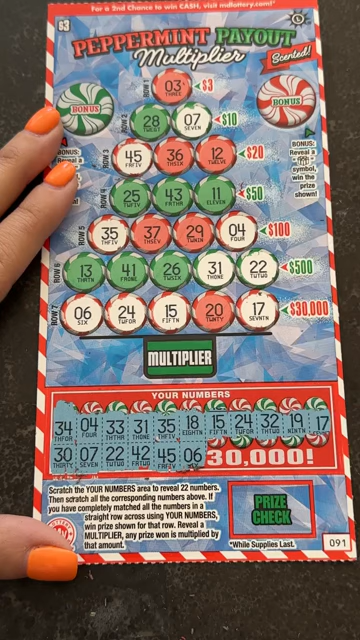 For a 2nd Chance to win CASH, visit mdlottery.com!*
$3
PEPPERMINT PAYOUT
Multiplier
Scented!
ROW 1
03 THREE
$3
BONUS
BONUS
ROW 2
28 TWEGT
07 SEVEN
$10
ROW 3
45 FRFIV
36 THSIX
12 TWELVE
$20
BONUS:
Reveal a
BONUS:
Reveal a
symbol,
win the
prize
shown!
ROW 4
25 TWFIV
43 FRTHR
11 ELEVEN
$50
ROW 5
35 THFIV
37 THSEV
29 TWNIN
04 FOUR
$100
ROW 6
13 THRTN
41 FRONE
26 TWSIX
31 THONE
22 TUTWO
$500
ROW 7
06 SIX
24 TWFOR
15 FIFTN
20 TWNTY
17 SEVNTN
$30,000
MULTIPLIER
YOUR NUMBERS
34 04 33 31 35 18 15 24 32 19 17
THFOR FOUR THTHR THONE THFIV EIGHTN FIFTN TWFOR THTWO NINTN SEVNTN
30 07 22 42 45 06
THIRTY SEVEN TUTWO FRTWO FRFIV SIX
30,000!
Scratch the YOUR NUMBERS area to reveal 22 numbers.
Then scratch all the corresponding numbers above. If
you have completely matched all the numbers in a
straight row across using YOUR NUMBERS,
win prize shown for that row. Reveal a
MULTIPLIER, any prize won is multiplied by
that amount.
PRIZE
CHECK
*While Supplies Last.
091